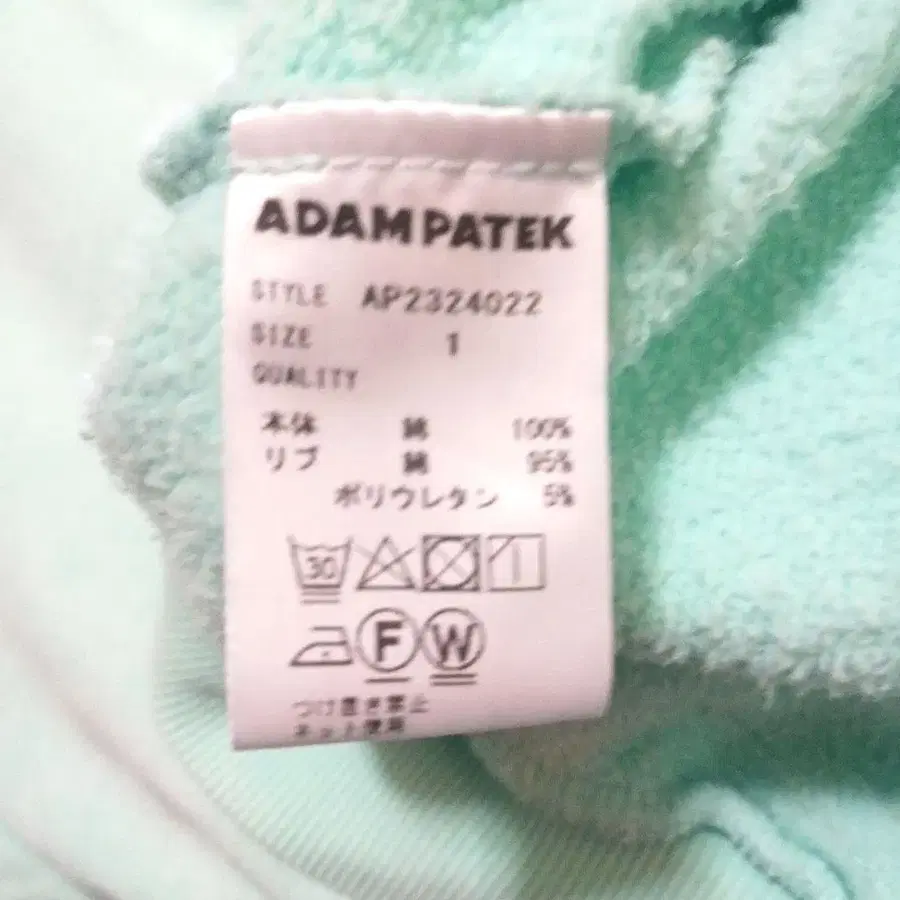 ADAM PATEK
STYLE AP2324022
SIZE 1
QUALITY
本体 綿 100%
リブ 綿 95%
ポリウレタン 5%
30
F W
つけ置き禁止
ネット使用